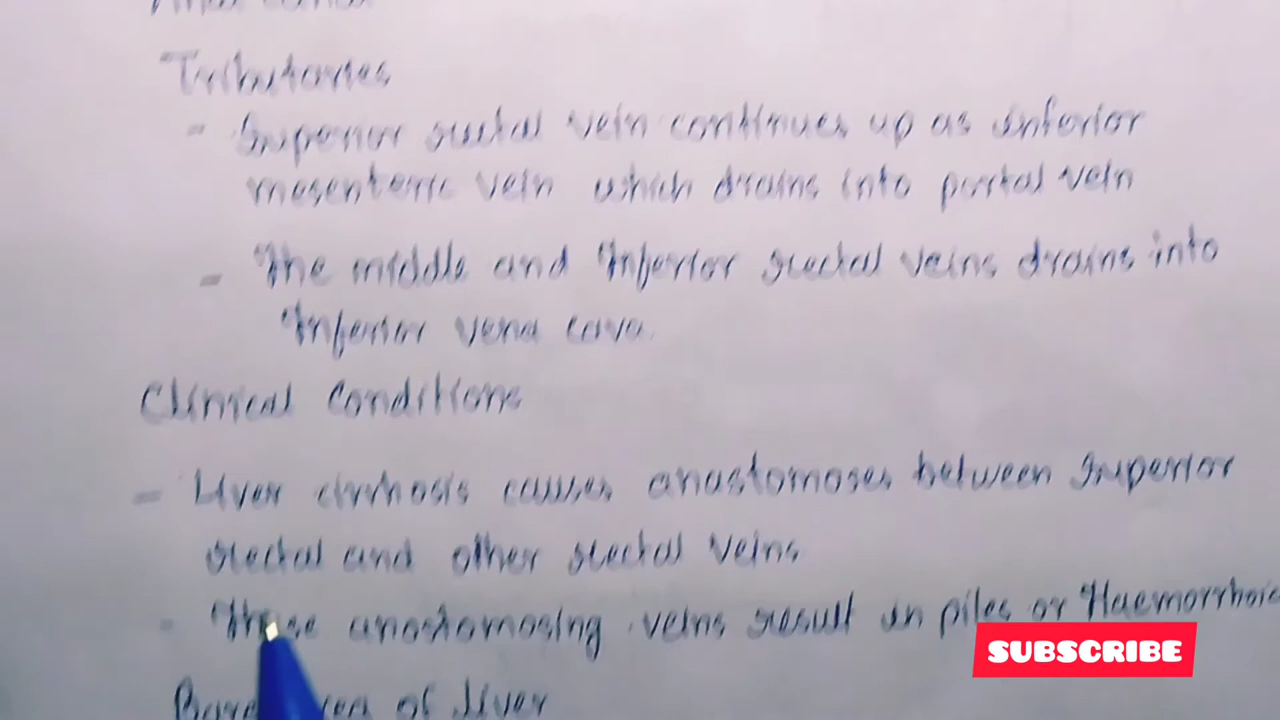 Anal canal
Tributaries
- Superior rectal vein continues up as inferior
mesenteric vein which drains into portal vein
- The middle and Inferior rectal veins drains into
Inferior vena cava.
Clinical Conditions
- Liver cirrhosis causes anastomoses between Superior
rectal and other rectal veins
- These anastomosing veins result in piles or Haemorrhoi
SUBSCRIBE
of Liver